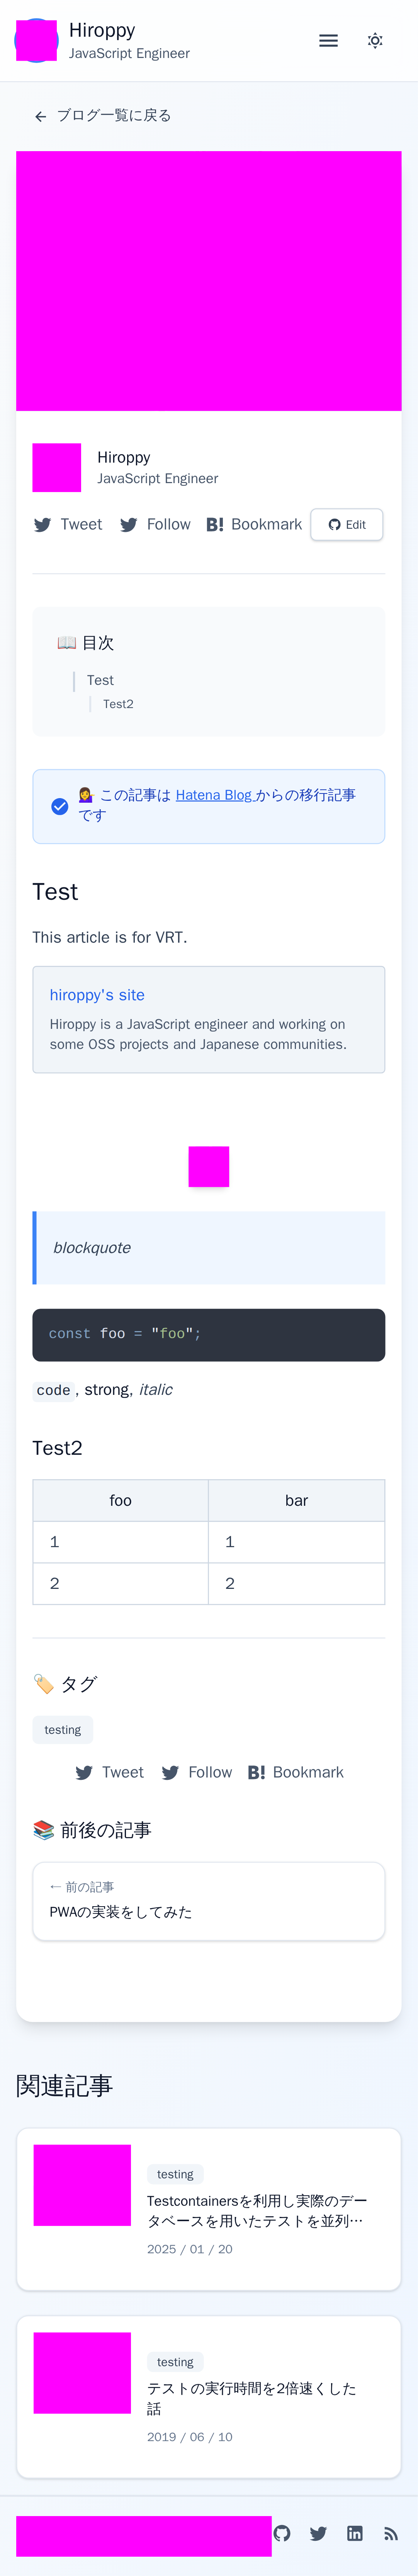 Hiroppy
JavaScript Engineer
← ブログ一覧に戻る
Hiroppy
JavaScript Engineer
Tweet Follow B! Bookmark Edit
📖 目次
Test
Test2
💁‍♀️ この記事は Hatena Blog からの移行記事
です
Test
This article is for VRT.
hiroppy's site
Hiroppy is a JavaScript engineer and working on
some OSS projects and Japanese communities.
blockquote
const foo = "foo";
code, strong, italic
Test2
foo bar
1 1
2 2
🏷️ タグ
testing
Tweet Follow B! Bookmark
📚 前後の記事
← 前の記事
PWAの実装をしてみた
関連記事
testing
Testcontainersを利用し実際のデー
タベースを用いたテストを並列…
2025 / 01 / 20
testing
テストの実行時間を2倍速くした
話
2019 / 06 / 10